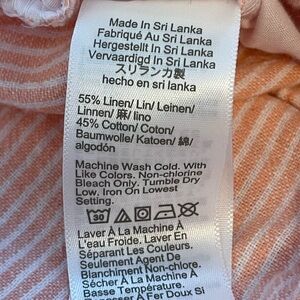 Made In Sri Lanka
Fabriqué Au Sri Lanka
Hergestellt In Sri Lanka
Vervaardigd In Sri Lanka
スリランカ製
hecho en sri lanka
55% Linen/ Lin/ Leinen/
Linnen/ 麻/ lino
45% Cotton/ Coton/
Baumwolle/ Katoen/ 綿/
algodón
Machine Wash Cold. With
Like Colors. Non-chlorine
Bleach Only. Tumble Dry
Low. Iron On Lowest
Setting.
Laver À La Machine À
L'eau Froide. Laver En
Séparant Les Couleurs.
Seulement Agent De
Blanchiment Non-chlore.
Sécher À La Machine À
Basse Température.
À Fer Doux Si